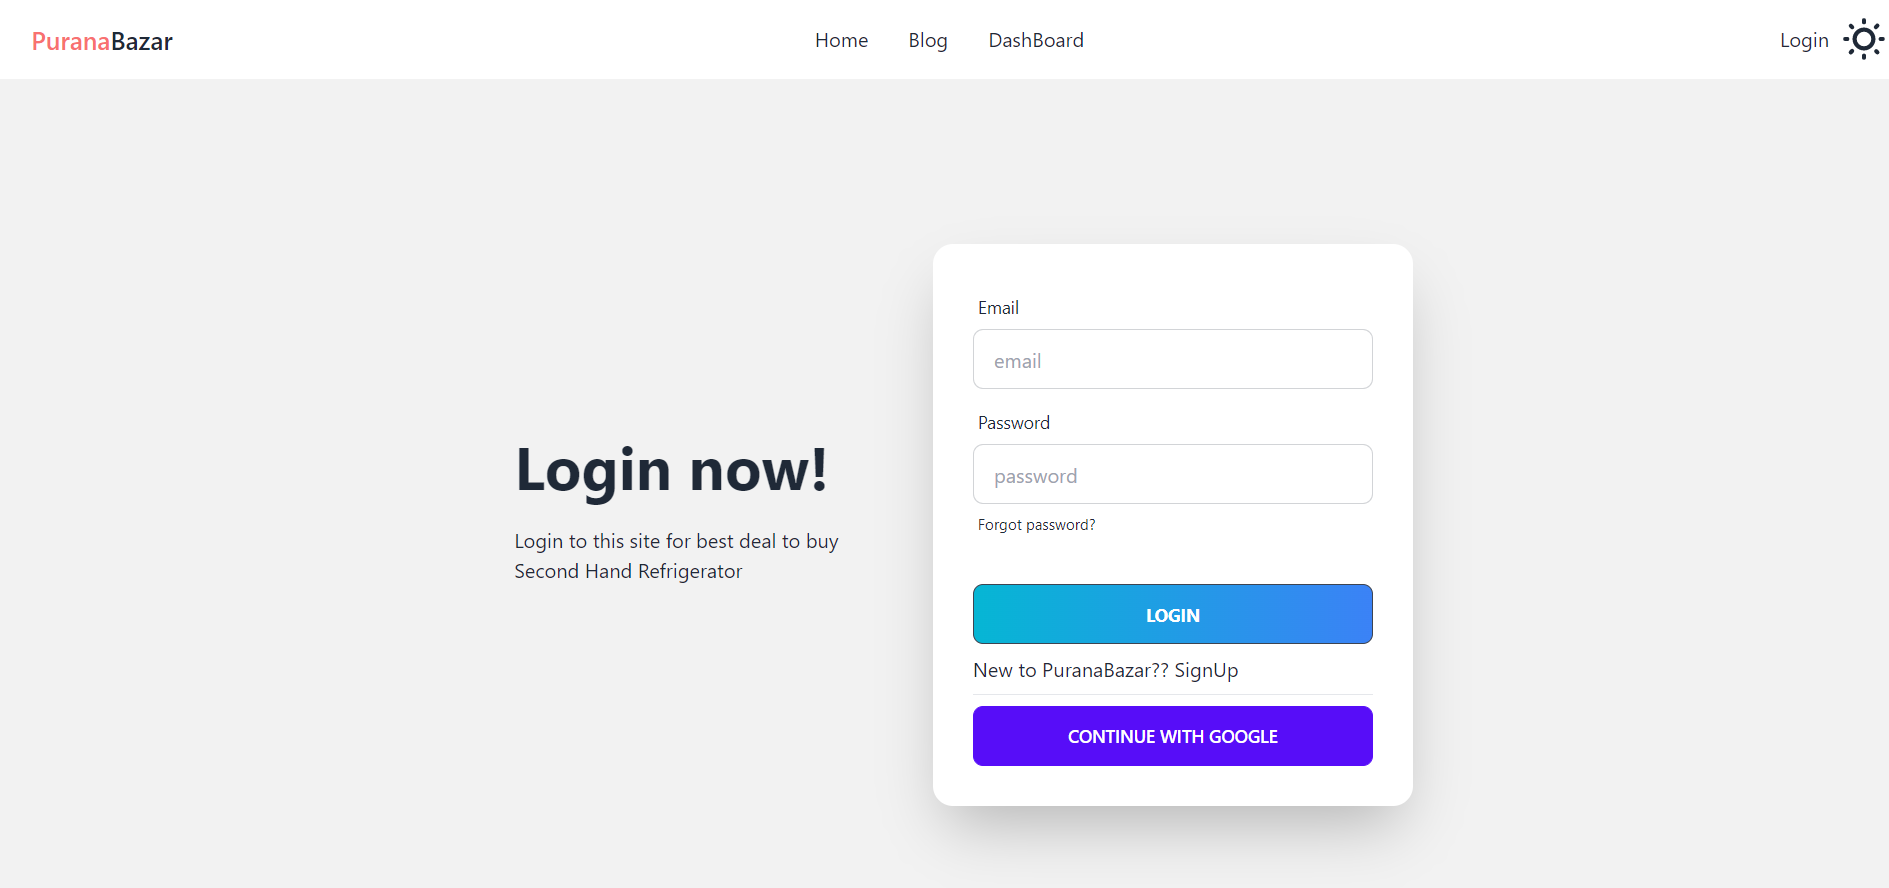 PuranaBazar
Home Blog DashBoard
Login
Login now!
Login to this site for best deal to buy
Second Hand Refrigerator
Email
email
Password
password
Forgot password?
LOGIN
New to PuranaBazar?? SignUp
CONTINUE WITH GOOGLE